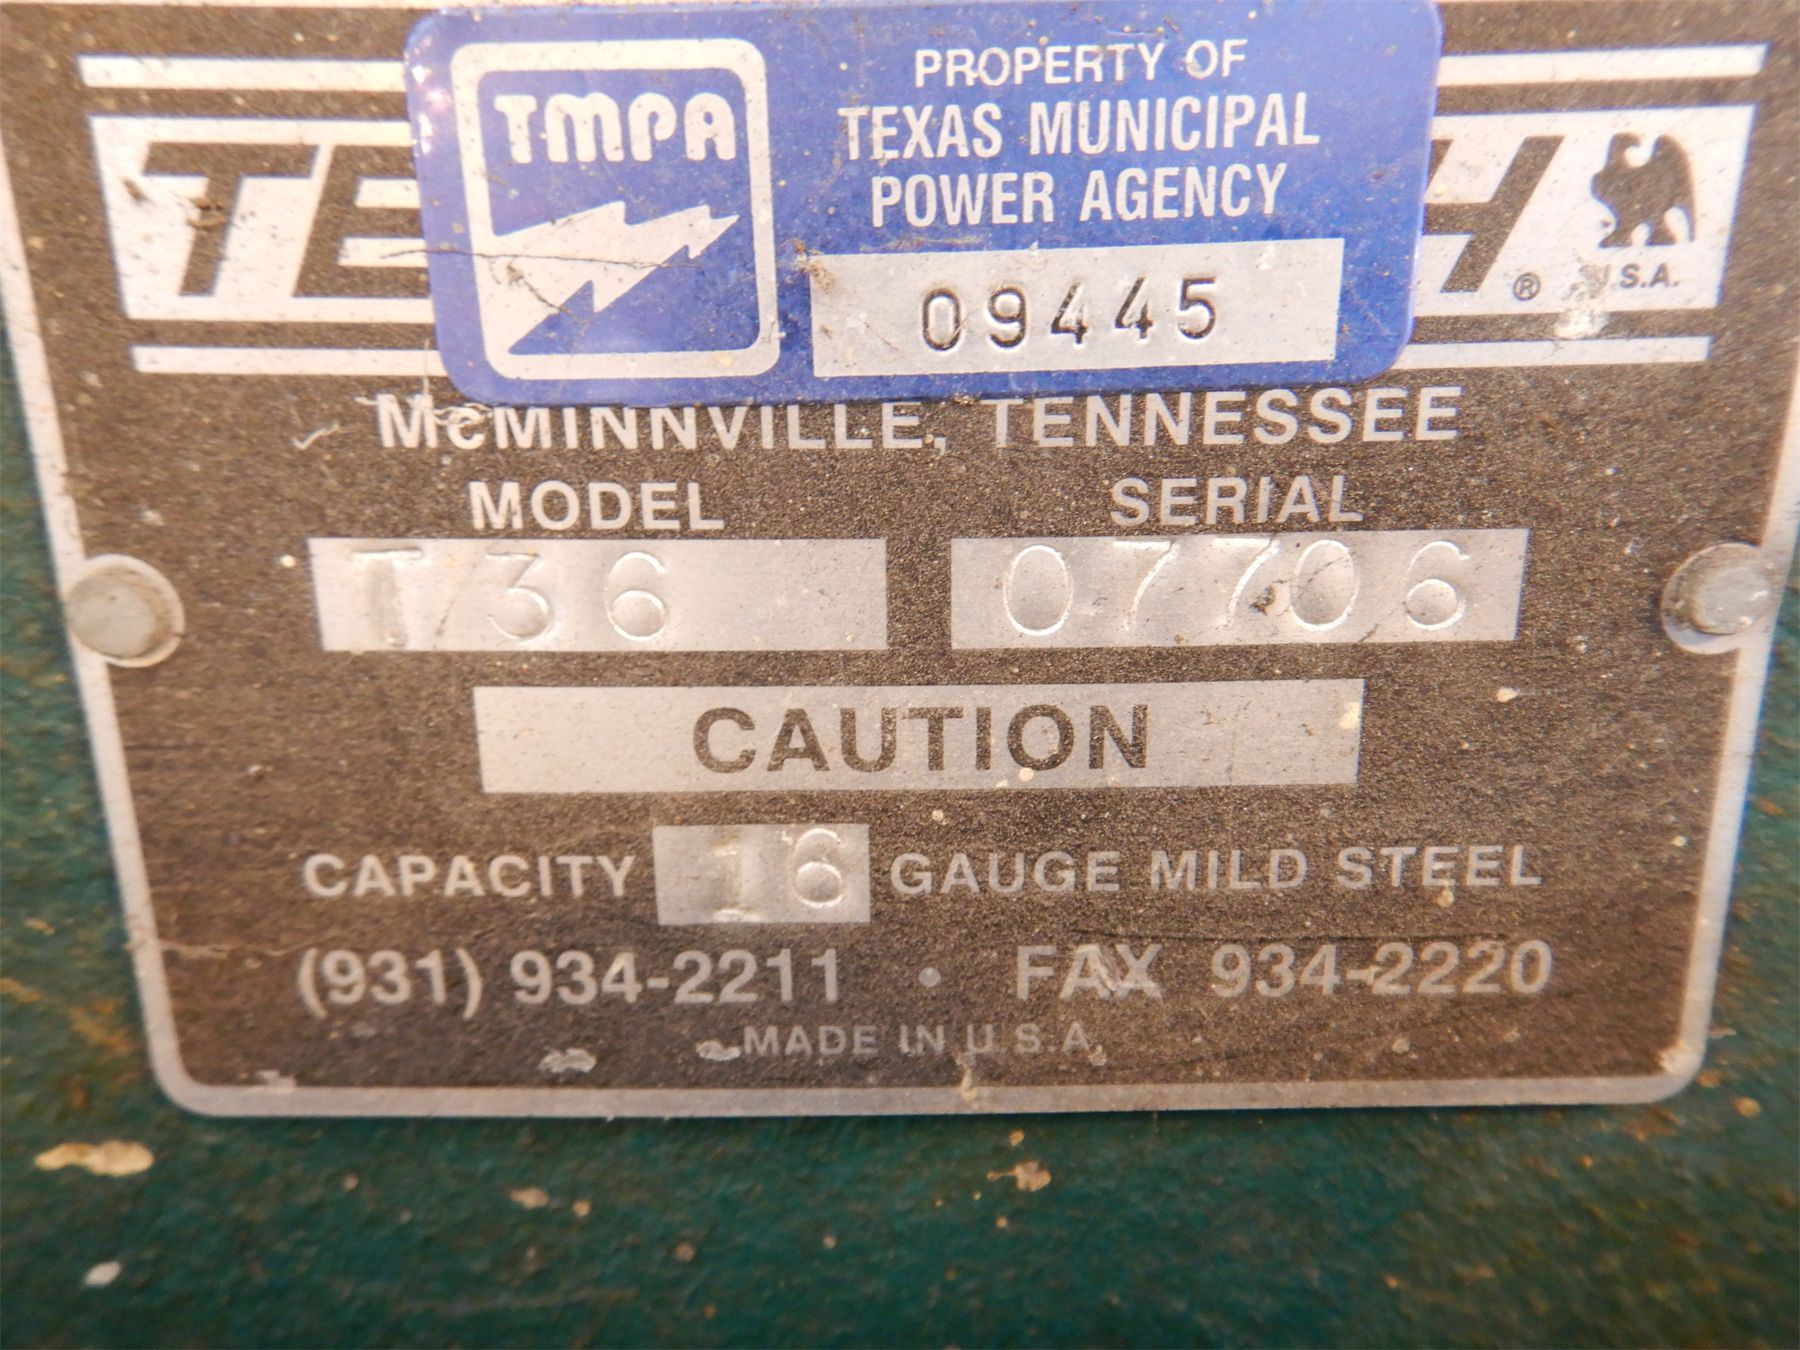 TMPA
PROPERTY OF
TEXAS MUNICIPAL
POWER AGENCY
09445
®
U.S.A.
McMINNVILLE, TENNESSEE
MODEL SERIAL
T36 07706
CAUTION
CAPACITY 16 GAUGE MILD STEEL
(931) 934-2211 • FAX 934-2220
MADE IN U.S.A.